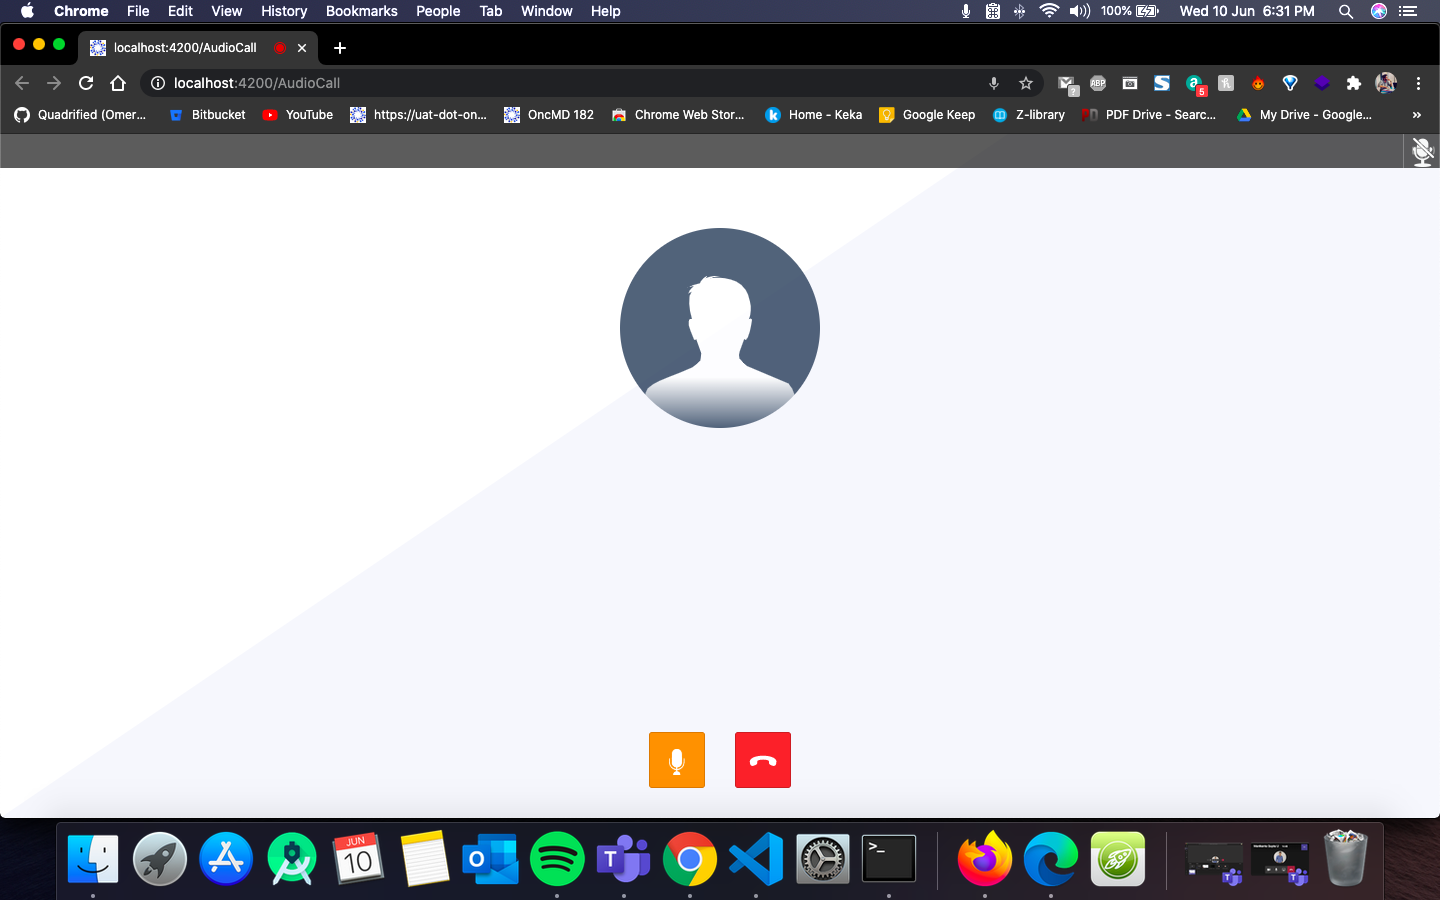 Chrome File Edit View History Bookmarks People Tab Window Help 100% Wed 10 Jun 6:31 PM
localhost:4200/AudioCall
localhost:4200/AudioCall ? ABP 5
Quadrified (Omer... Bitbucket YouTube https://uat-dot-on... OncMD 182 Chrome Web Stor... Home - Keka Google Keep Z-library PDF Drive - Searc... My Drive - Google... »
JUN
10